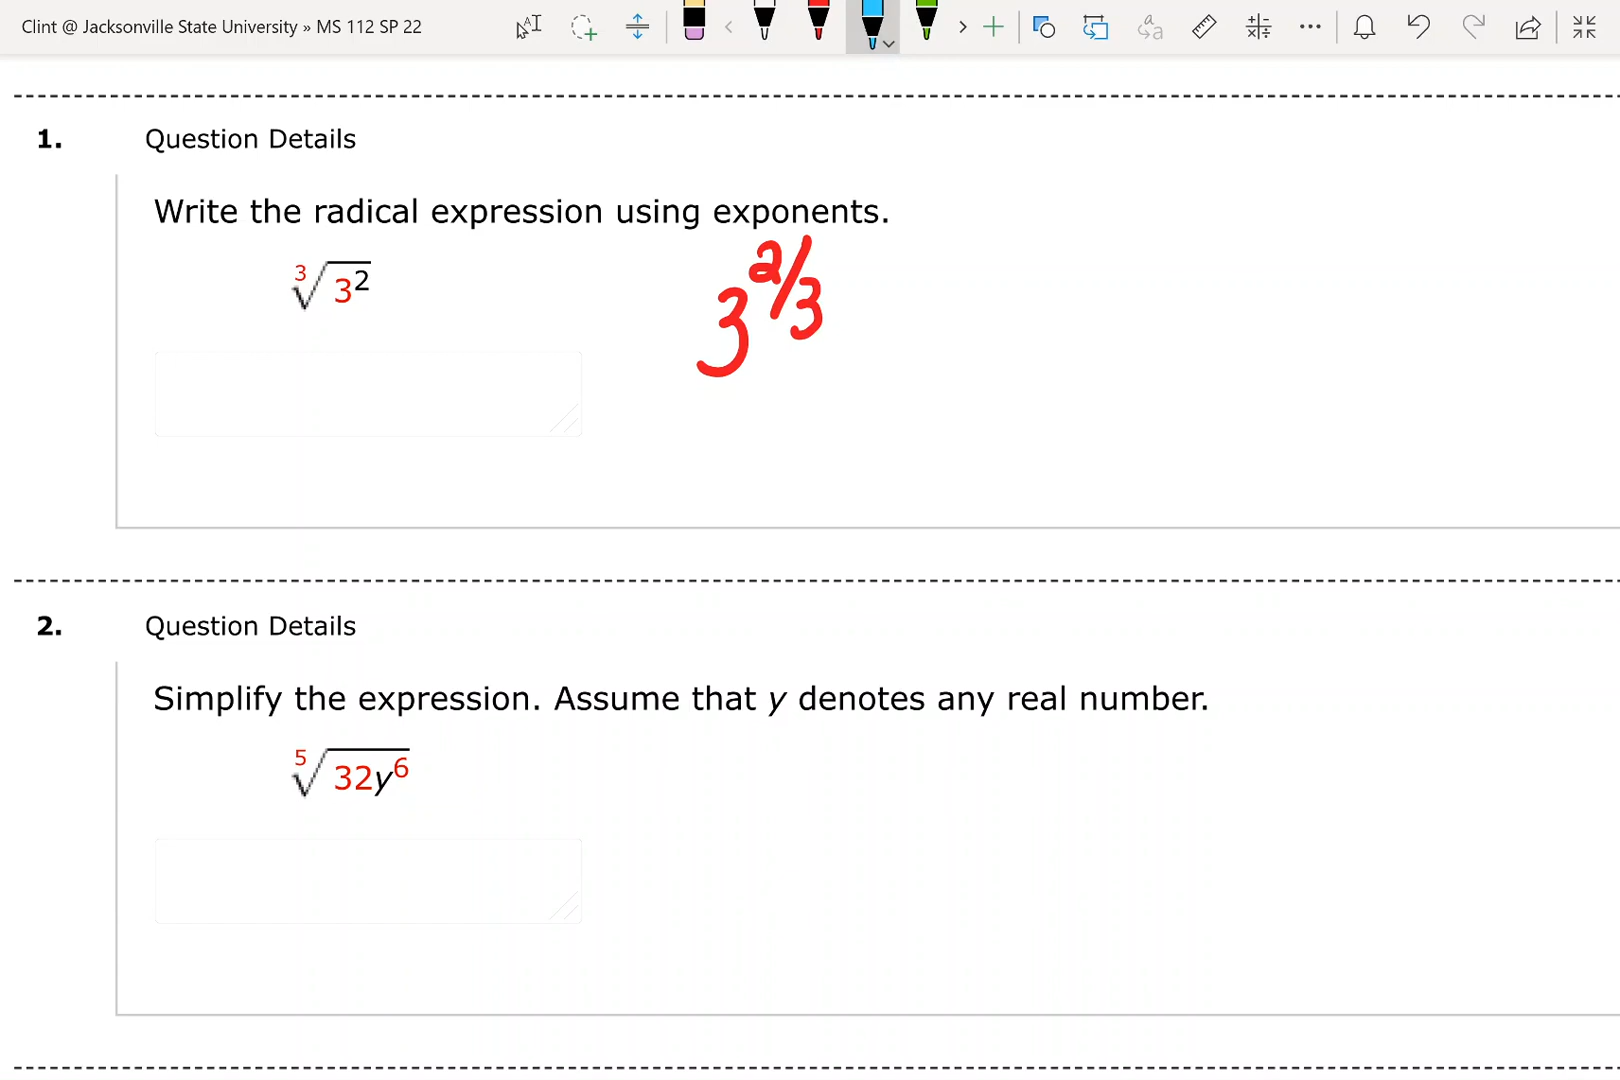 Clint @ Jacksonville State University » MS 112 SP 22
1. Question Details
Write the radical expression using exponents.
∛(3²)
3^(2/3)
2. Question Details
Simplify the expression. Assume that y denotes any real number.
⁵√(32y⁶)